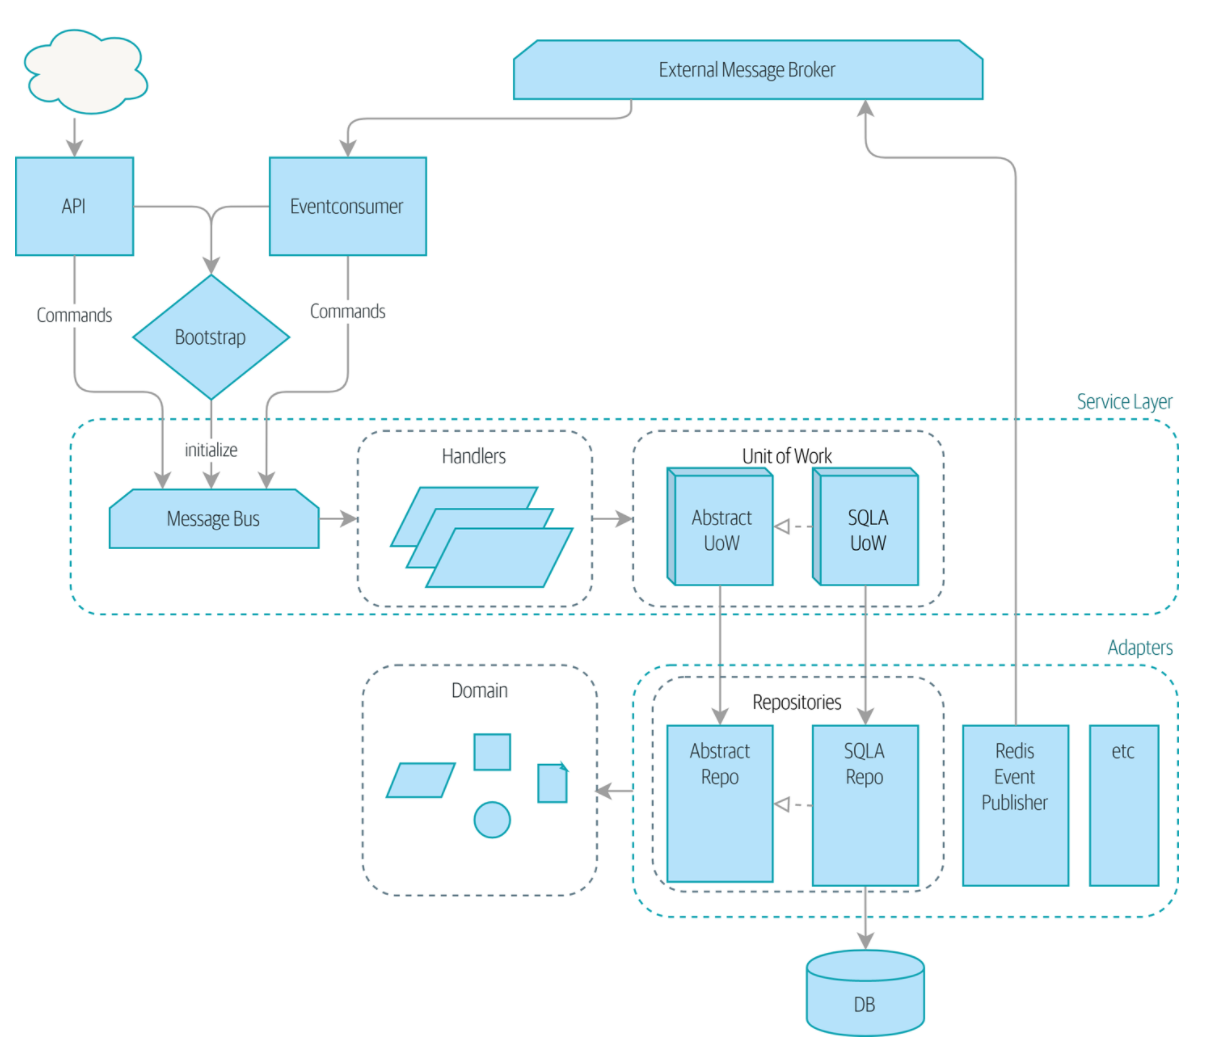 External Message Broker
API
Eventconsumer
Commands
Commands
Bootstrap
Service Layer
initialize
Handlers
Unit of Work
Message Bus
Abstract
UoW
SQLA
UoW
Adapters
Domain
Repositories
Abstract
Repo
SQLA
Repo
Redis
Event
Publisher
etc
DB